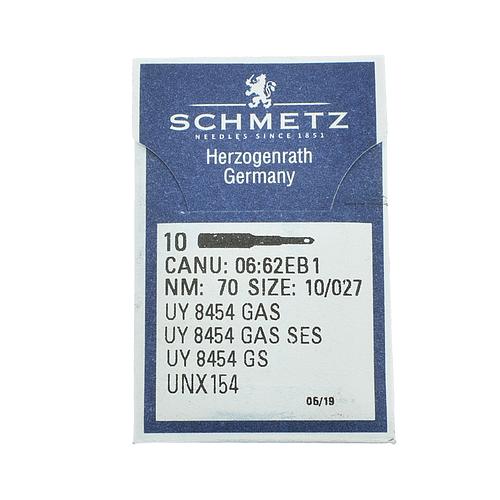 SCHMETZ
NEEDLES SINCE 1851
Herzogenrath
Germany
10
CANU: 06:62EB1
NM: 70 SIZE: 10/027
UY 8454 GAS
UY 8454 GAS SES
UY 8454 GS
UNX154
06/19